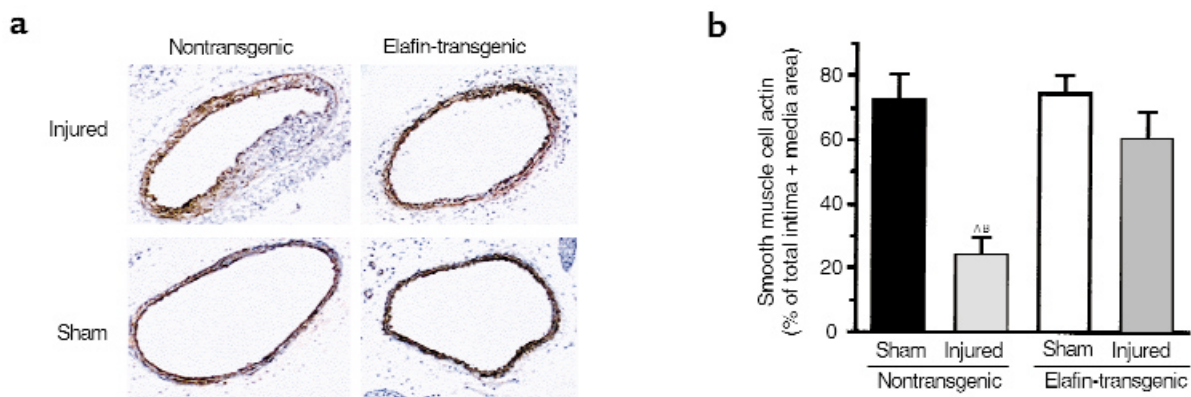 a
Nontransgenic Elafin-transgenic
Injured
Sham
b
Smooth muscle cell actin
(% of total intima + media area)
80
60
40
20
0
AB
Sham Injured Sham Injured
Nontransgenic Elafin-transgenic